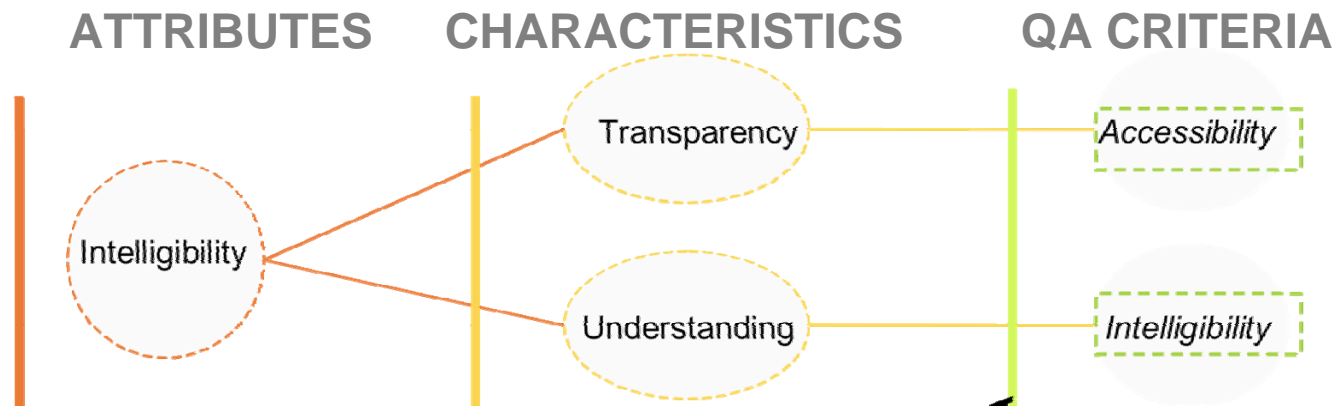 ATTRIBUTES CHARACTERISTICS QA CRITERIA
Transparency Accessibility
Intelligibility
Understanding Intelligibility